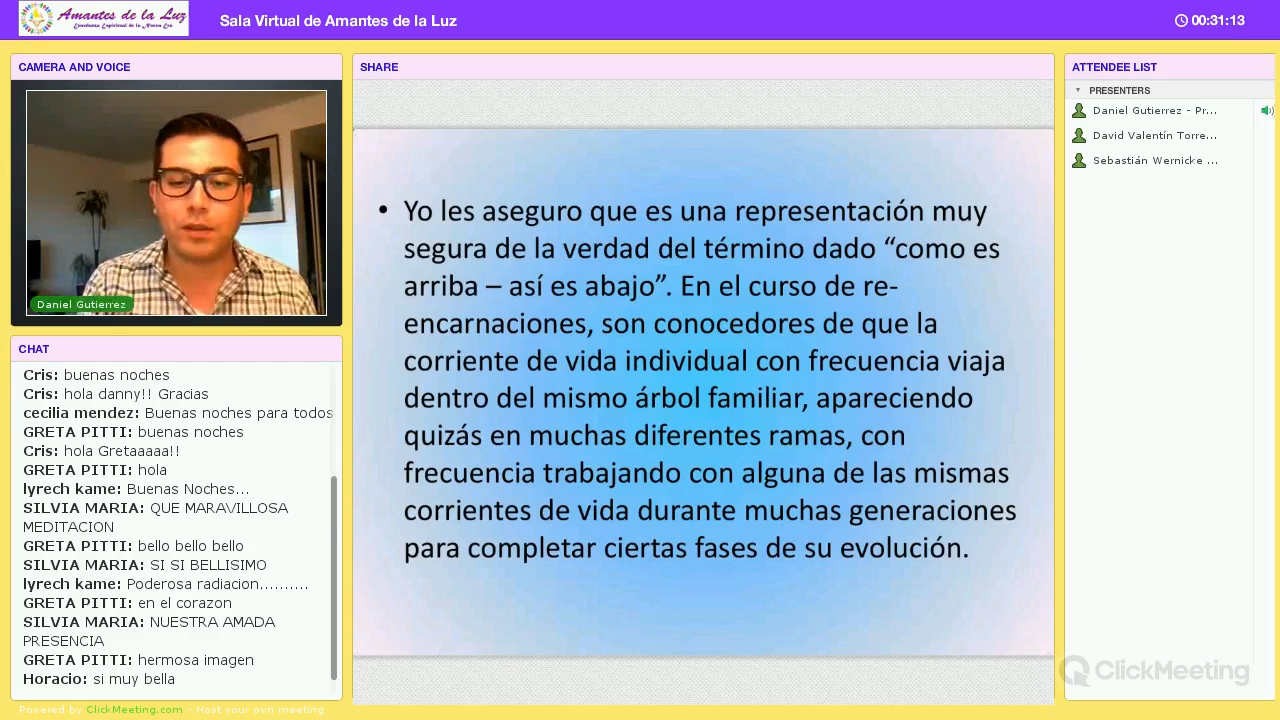 Amantes de la Luz
Enseñanza Espiritual de la Nueva Era
Sala Virtual de Amantes de la Luz
00:31:13
CAMERA AND VOICE
Daniel Gutierrez
CHAT
Cris: buenas noches
Cris: hola danny!! Gracias
cecilia mendez: Buenas noches para todos
GRETA PITTI: buenas noches
Cris: hola Gretaaaaa!!
GRETA PITTI: hola
lyrech kame: Buenas Noches...
SILVIA MARIA: QUE MARAVILLOSA
MEDITACION
GRETA PITTI: bello bello bello
SILVIA MARIA: SI SI BELLISIMO
lyrech kame: Poderosa radiacion..........
GRETA PITTI: en el corazon
SILVIA MARIA: NUESTRA AMADA
PRESENCIA
GRETA PITTI: hermosa imagen
Horacio: si muy bella
Powered by ClickMeeting.com - Host your own meeting
SHARE
• Yo les aseguro que es una representación muy
segura de la verdad del término dado “como es
arriba – así es abajo”. En el curso de re-
encarnaciones, son conocedores de que la
corriente de vida individual con frecuencia viaja
dentro del mismo árbol familiar, apareciendo
quizás en muchas diferentes ramas, con
frecuencia trabajando con alguna de las mismas
corrientes de vida durante muchas generaciones
para completar ciertas fases de su evolución.
ATTENDEE LIST
PRESENTERS
Daniel Gutierrez - Pr...
David Valentín Torre...
Sebastián Wernicke ...
ClickMeeting